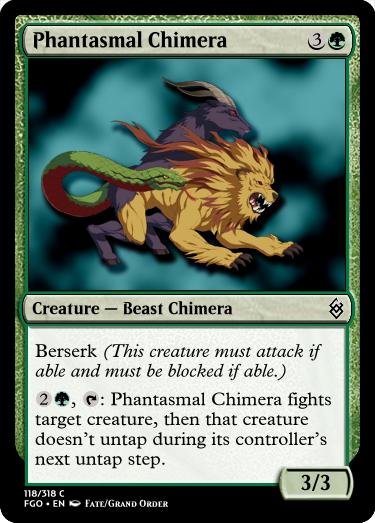 Phantasmal Chimera 3
Creature — Beast Chimera
Berserk (This creature must attack if
able and must be blocked if able.)
2, : Phantasmal Chimera fights
target creature, then that creature
doesn't untap during its controller's
next untap step.
3/3
118/318 C
FGO • EN Fate/Grand Order